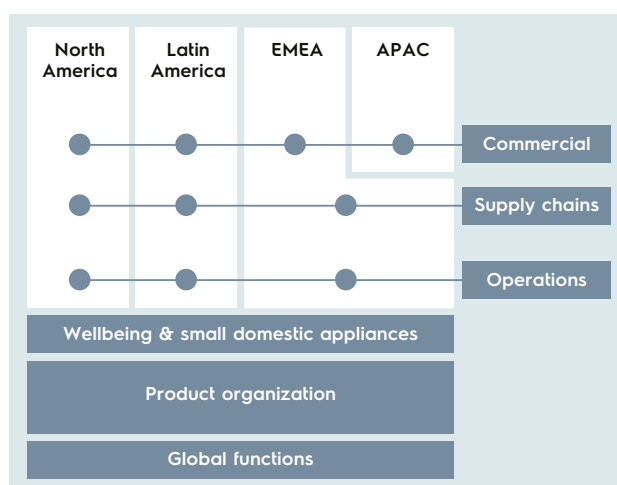 North
America
Latin
America
EMEA
APAC
Commercial
Supply chains
Operations
Wellbeing & small domestic appliances
Product organization
Global functions